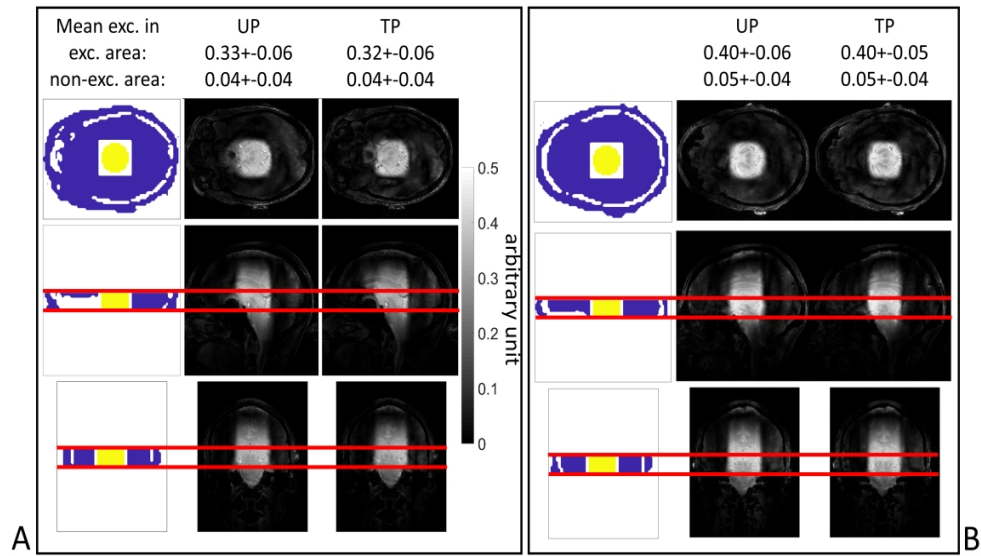 Mean exc. in UP TP
exc. area: 0.33+-0.06 0.32+-0.06
non-exc. area: 0.04+-0.04 0.04+-0.04
UP TP
0.40+-0.06 0.40+-0.05
0.05+-0.04 0.05+-0.04
0.5
0.4
0.3
0.2
0.1
0
arbitrary unit
A
B